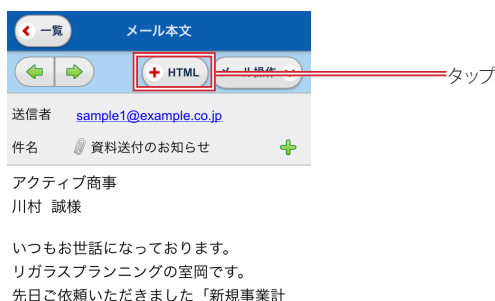 一覧
メール本文
+ HTML
メール操作
タップ
送信者 sample1@example.co.jp
件名 資料送付のお知らせ
アクティブ商事
川村 誠様
いつもお世話になっております。
リガラスプランニングの室岡です。
先日ご依頼いただきました「新規事業計